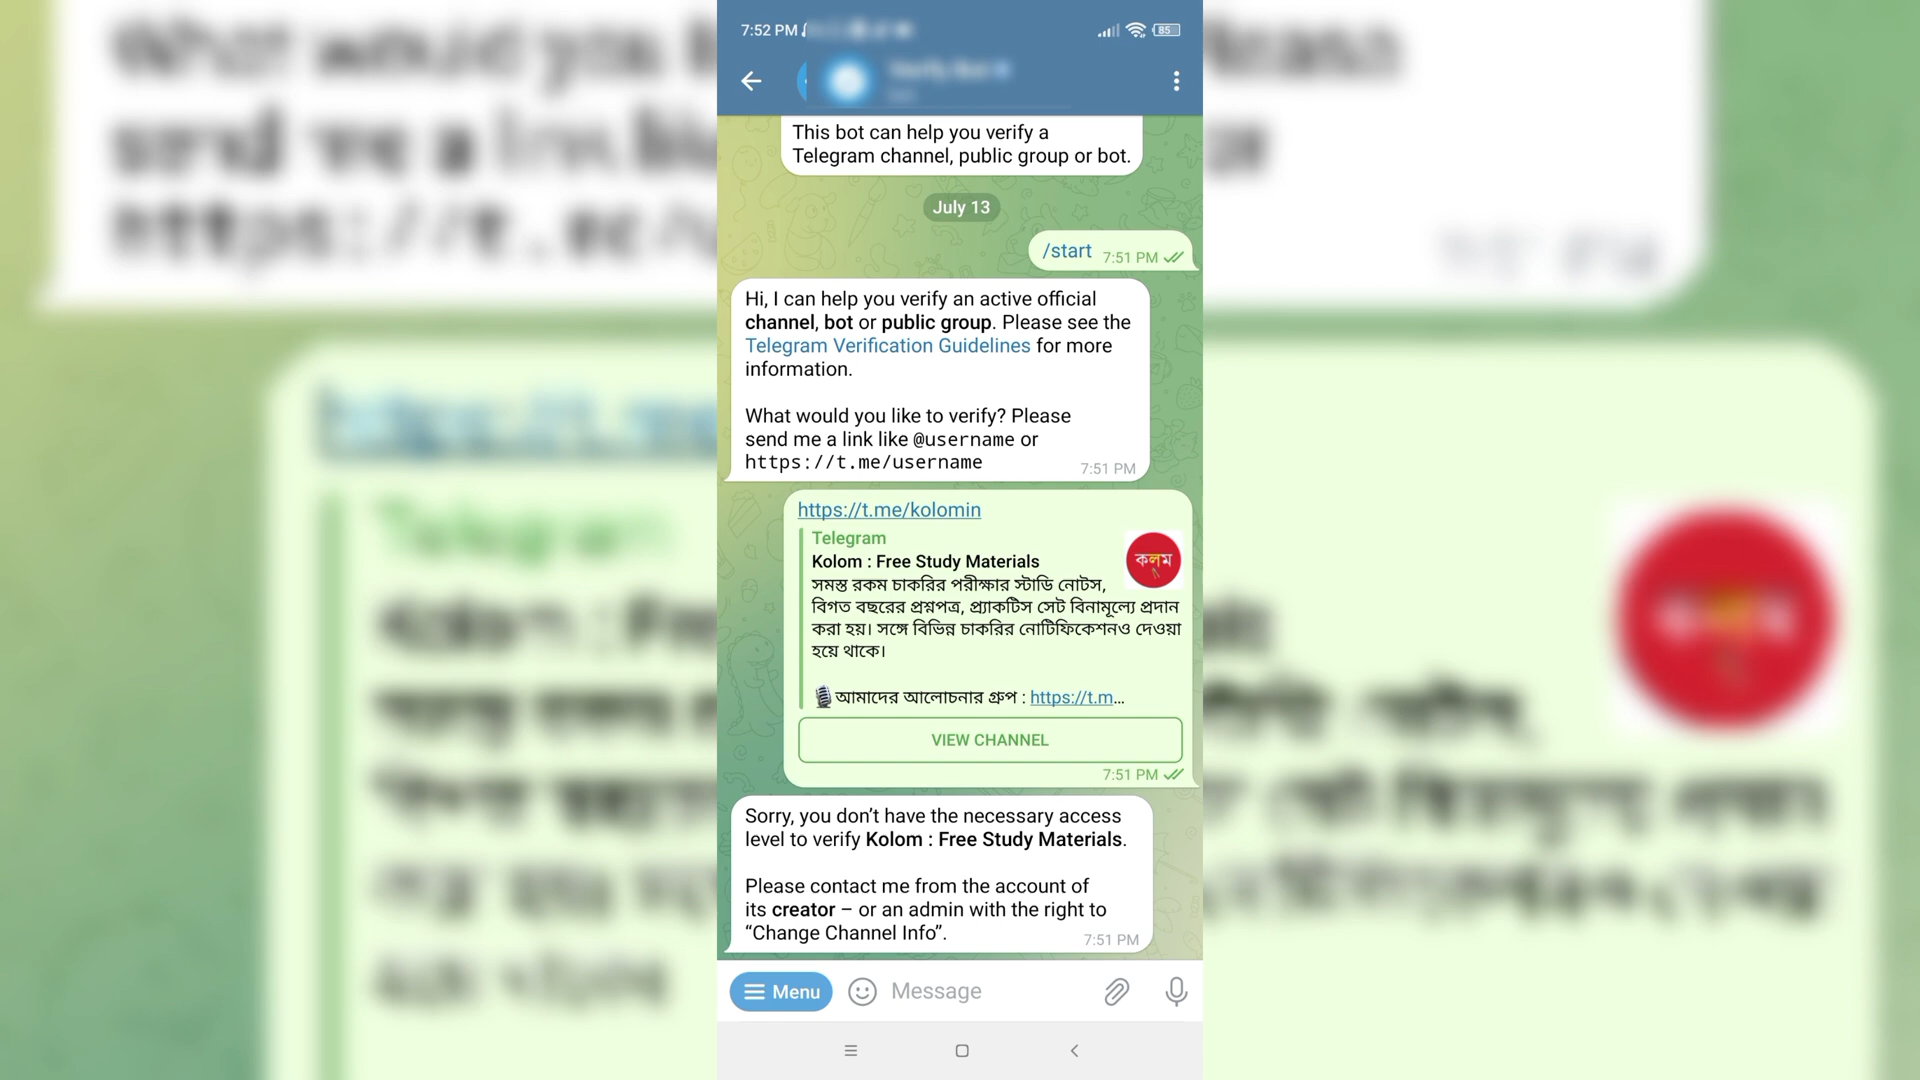 7:52 PM
85
Verify Bot
This bot can help you verify a
Telegram channel, public group or bot.
July 13
/start 7:51 PM
Hi, I can help you verify an active official
channel, bot or public group. Please see the
Telegram Verification Guidelines for more
information.
What would you like to verify? Please
send me a link like @username or
https://t.me/username 7:51 PM
https://t.me/kolomin
Telegram
Kolom : Free Study Materials
কলম
সমস্ত রকম চাকরির পরীক্ষার স্টাডি নোটস,
বিগত বছরের প্রশ্নপত্র, প্র্যাকটিস সেট বিনামূল্যে প্রদান
করা হয়। সঙ্গে বিভিন্ন চাকরির নোটিফিকেশনও দেওয়া
হয়ে থাকে।
🎙আমাদের আলোচনার গ্রুপ : https://t.m...
VIEW CHANNEL
7:51 PM
Sorry, you don’t have the necessary access
level to verify Kolom : Free Study Materials.
Please contact me from the account of
its creator – or an admin with the right to
“Change Channel Info”. 7:51 PM
Menu
Message